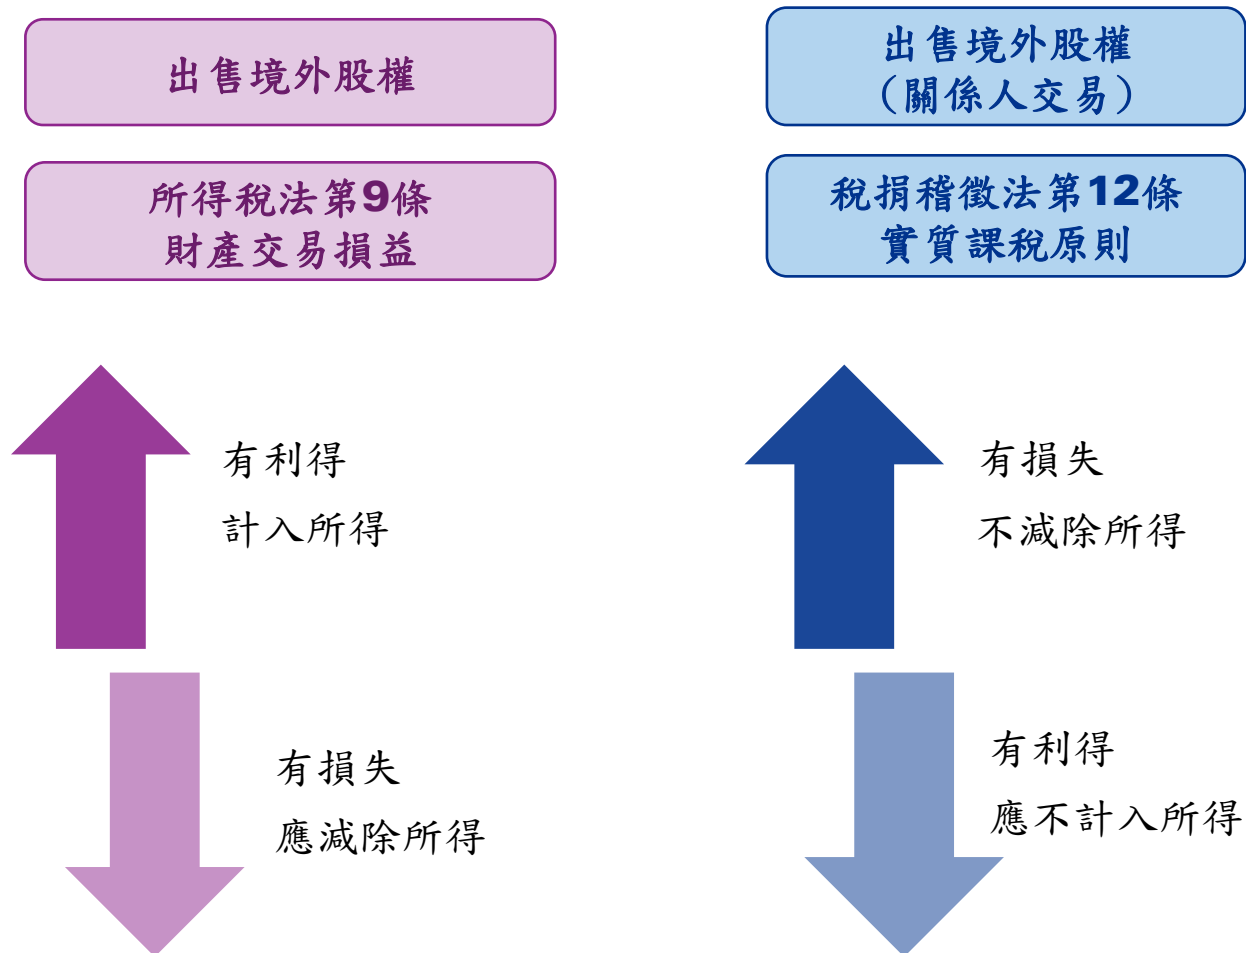 出售境外股權
所得稅法第9條
財產交易損益
有利得
計入所得
有損失
應減除所得
出售境外股權
(關係人交易)
稅捐稽徵法第12條
實質課稅原則
有損失
不減除所得
有利得
應不計入所得